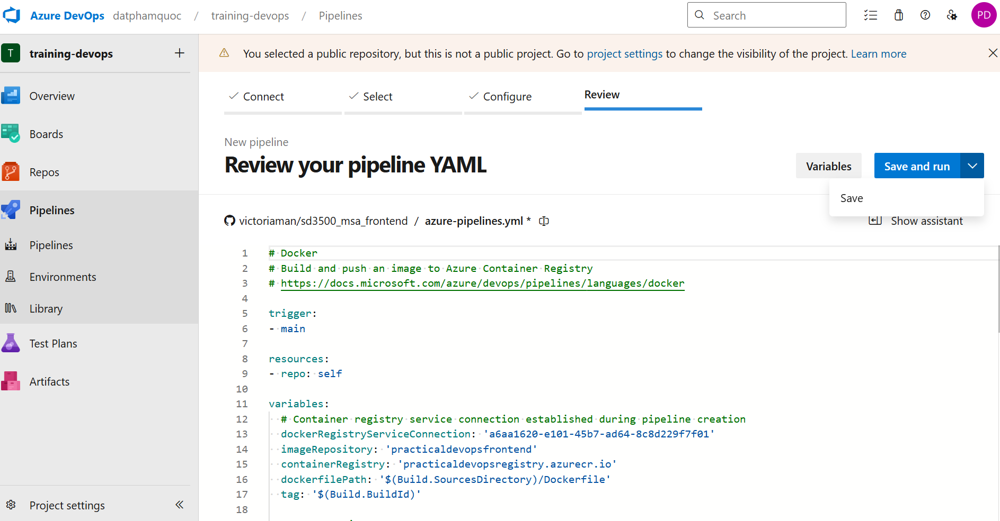 Azure DevOps datphamquoc / training-devops / Pipelines
Search
PD
T training-devops
You selected a public repository, but this is not a public project. Go to project settings to change the visibility of the project. Learn more
Overview
Boards
Repos
Pipelines
Pipelines
Environments
Library
Test Plans
Artifacts
Project settings
Connect Select Configure Review
New pipeline
Review your pipeline YAML
Variables Save and run
Save
victoriaman/sd3500_msa_frontend / azure-pipelines.yml *
Show assistant
1 # Docker
2 # Build and push an image to Azure Container Registry
3 # https://docs.microsoft.com/azure/devops/pipelines/languages/docker
4
5 trigger:
6 - main
7
8 resources:
9 - repo: self
10
11 variables:
12 # Container registry service connection established during pipeline creation
13 dockerRegistryServiceConnection: 'a6aa1620-e101-45b7-ad64-8c8d229f7f01'
14 imageRepository: 'practicaldevopsfrontend'
15 containerRegistry: 'practicaldevopsregistry.azurecr.io'
16 dockerfilePath: '$(Build.SourcesDirectory)/Dockerfile'
17 tag: '$(Build.BuildId)'
18